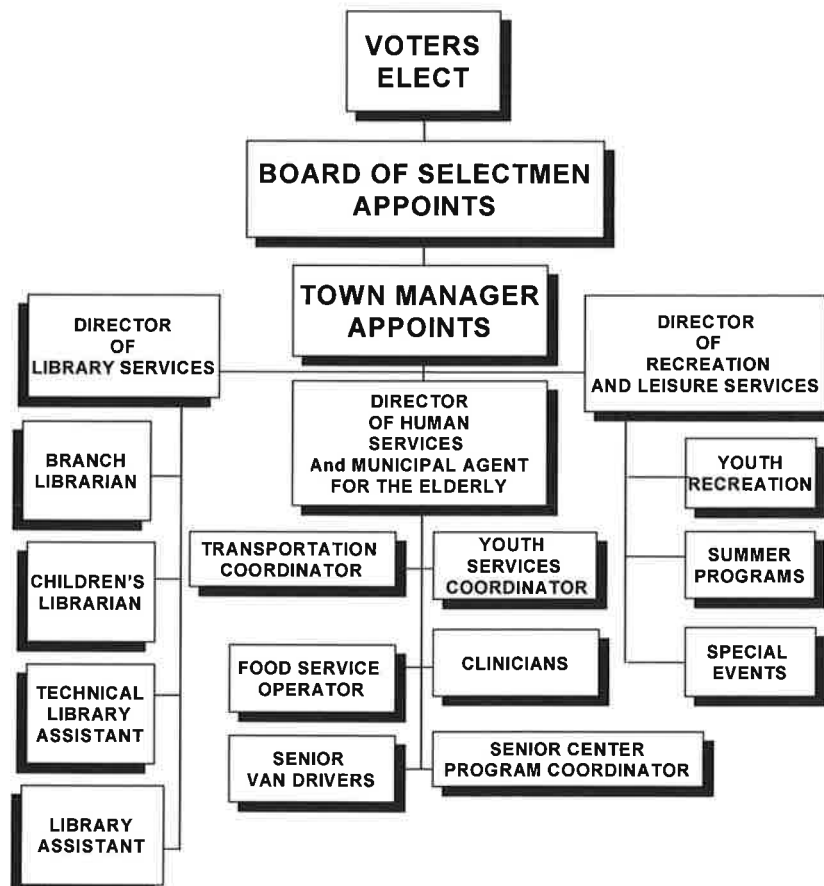 VOTERS
ELECT
BOARD OF SELECTMEN
APPOINTS
TOWN MANAGER
APPOINTS
DIRECTOR
OF
LIBRARY SERVICES
DIRECTOR
OF
RECREATION
AND LEISURE SERVICES
DIRECTOR
OF HUMAN
SERVICES
And MUNICIPAL AGENT
FOR THE ELDERLY
BRANCH
LIBRARIAN
CHILDREN'S
LIBRARIAN
TECHNICAL
LIBRARY
ASSISTANT
LIBRARY
ASSISTANT
TRANSPORTATION
COORDINATOR
YOUTH
SERVICES
COORDINATOR
FOOD SERVICE
OPERATOR
CLINICIANS
SENIOR
VAN DRIVERS
SENIOR CENTER
PROGRAM COORDINATOR
YOUTH
RECREATION
SUMMER
PROGRAMS
SPECIAL
EVENTS